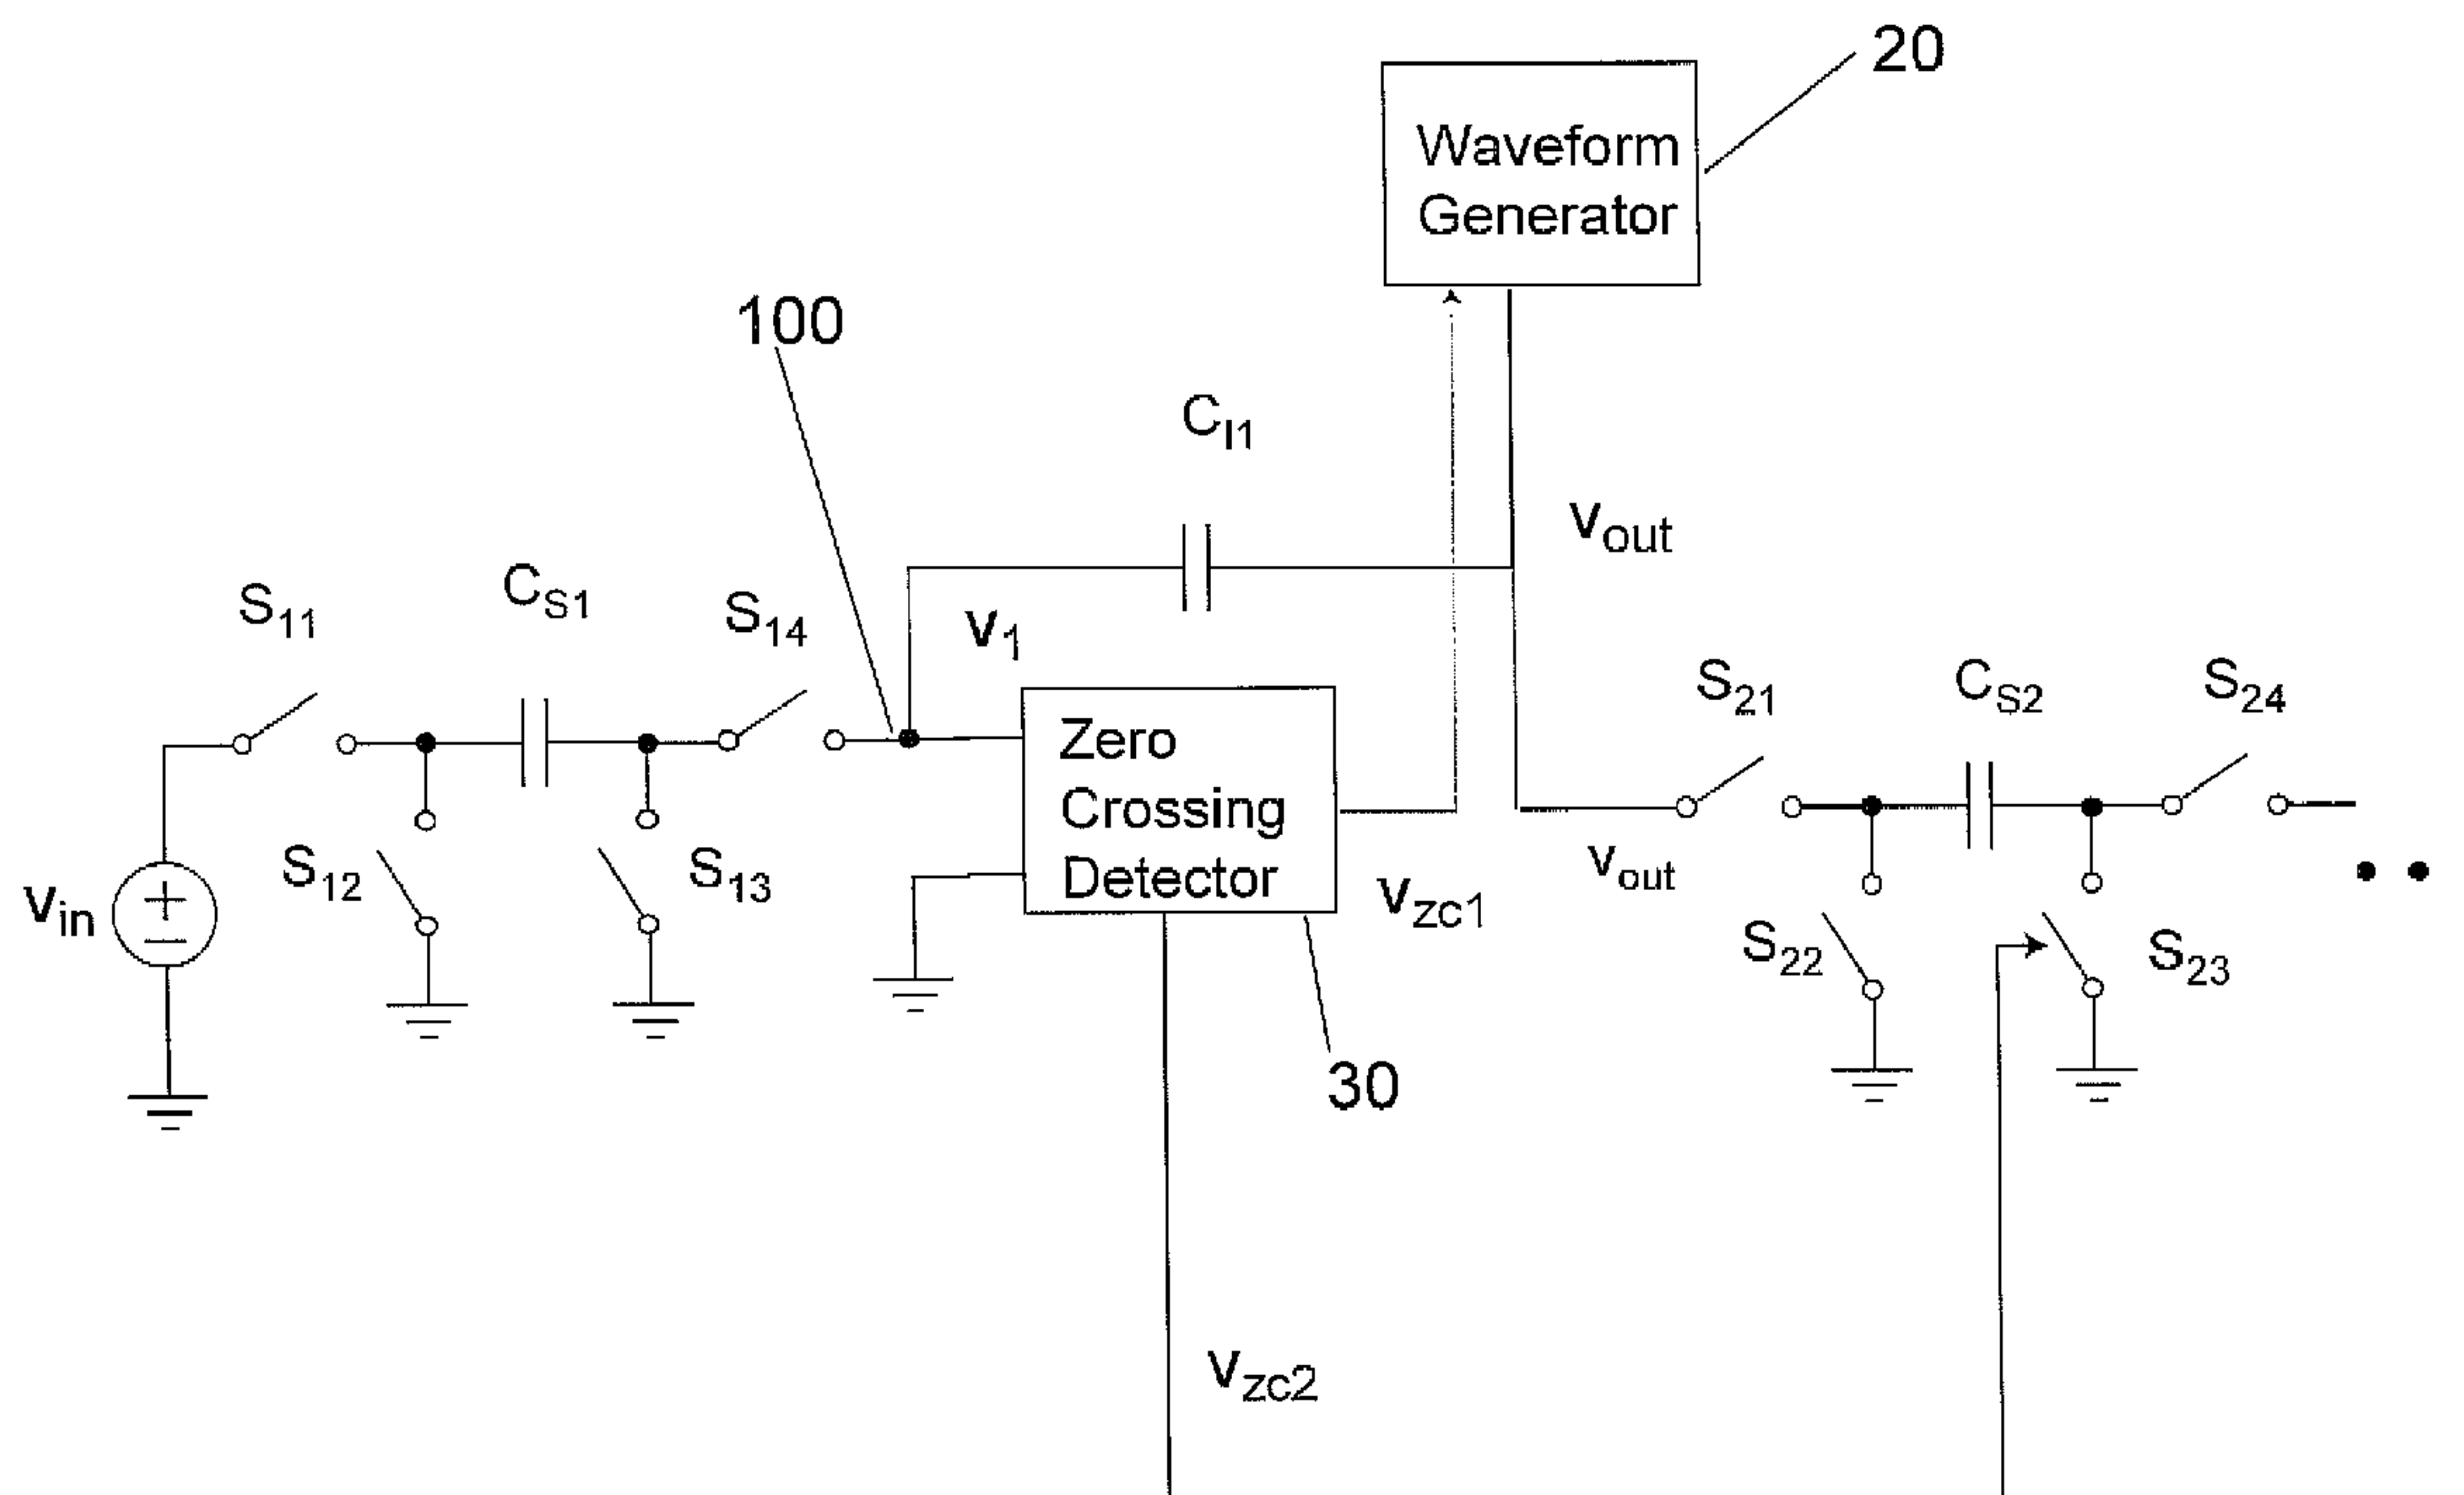 20
Waveform
Generator
100
C_I1
v_out
S_11
C_S1
S_14
v_1
S_21
C_S2
S_24
Zero
Crossing
Detector
S_12
S_13
v_in
v_zc1
v_out
S_22
S_23
30
v_zc2